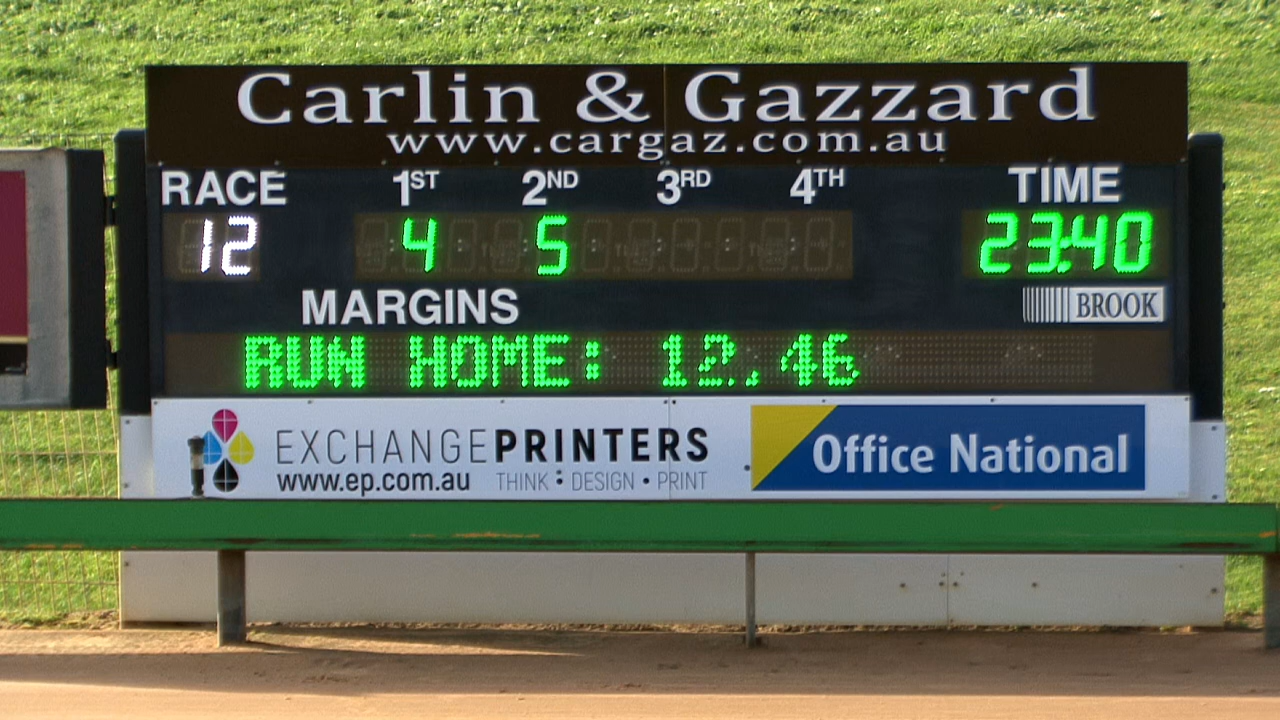 Carlin & Gazzard
www.cargaz.com.au
RACE 1ST 2ND 3RD 4TH TIME
12 4 5 23:40
MARGINS
BROOK
RUN HOME: 12.46
EXCHANGEPRINTERS
www.ep.com.au THINK : DESIGN • PRINT
Office National